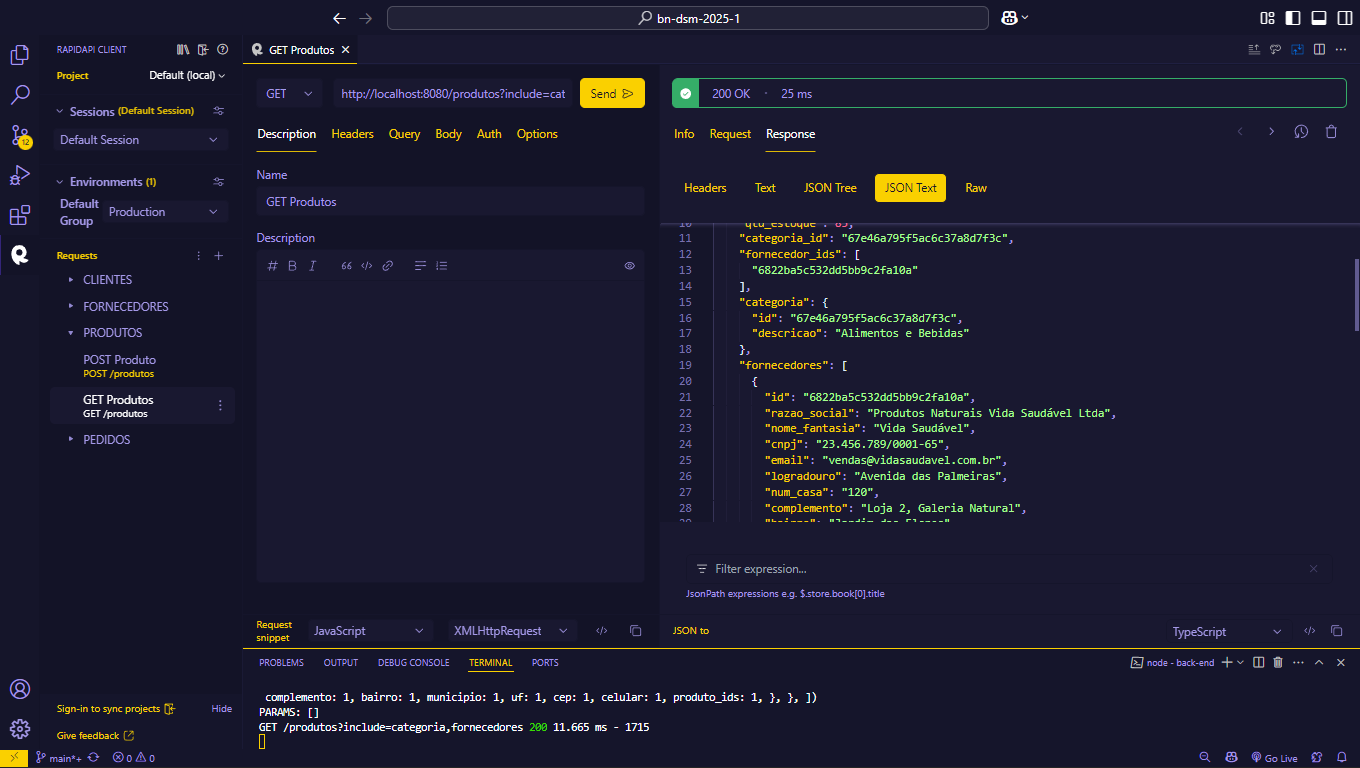 bn-dsm-2025-1
RAPIDAPI CLIENT
Project
Default (local)
Sessions (Default Session)
Default Session
Environments (1)
Default Group
Production
Requests
CLIENTES
FORNECEDORES
PRODUTOS
POST Produto
POST /produtos
GET Produtos
GET /produtos
PEDIDOS
Sign-in to sync projects
Hide
Give feedback
12
GET Produtos
GET
http://localhost:8080/produtos?include=cat
Send
Description Headers Query Body Auth Options
Name
GET Produtos
Description
Request snippet
JavaScript
XMLHttpRequest
200 OK · 25 ms
Info Request Response
Headers Text JSON Tree JSON Text Raw
10 "qtd_estoque": 85,
11 "categoria_id": "67e46a795f5ac6c37a8d7f3c",
12 "fornecedor_ids": [
13 "6822ba5c532dd5bb9c2fa10a"
14 ],
15 "categoria": {
16 "id": "67e46a795f5ac6c37a8d7f3c",
17 "descricao": "Alimentos e Bebidas"
18 },
19 "fornecedores": [
20 {
21 "id": "6822ba5c532dd5bb9c2fa10a",
22 "razao_social": "Produtos Naturais Vida Saudável Ltda",
23 "nome_fantasia": "Vida Saudável",
24 "cnpj": "23.456.789/0001-65",
25 "email": "vendas@vidasaudavel.com.br",
26 "logradouro": "Avenida das Palmeiras",
27 "num_casa": "120",
28 "complemento": "Loja 2, Galeria Natural",
Filter expression...
JsonPath expressions e.g. $.store.book[0].title
JSON to
TypeScript
PROBLEMS OUTPUT DEBUG CONSOLE TERMINAL PORTS
node - back-end
complemento: 1, bairro: 1, municipio: 1, uf: 1, cep: 1, celular: 1, produto_ids: 1, }, }, ])
PARAMS: []
GET /produtos?include=categoria,fornecedores 200 11.665 ms - 1715
main*+
0 0
Go Live